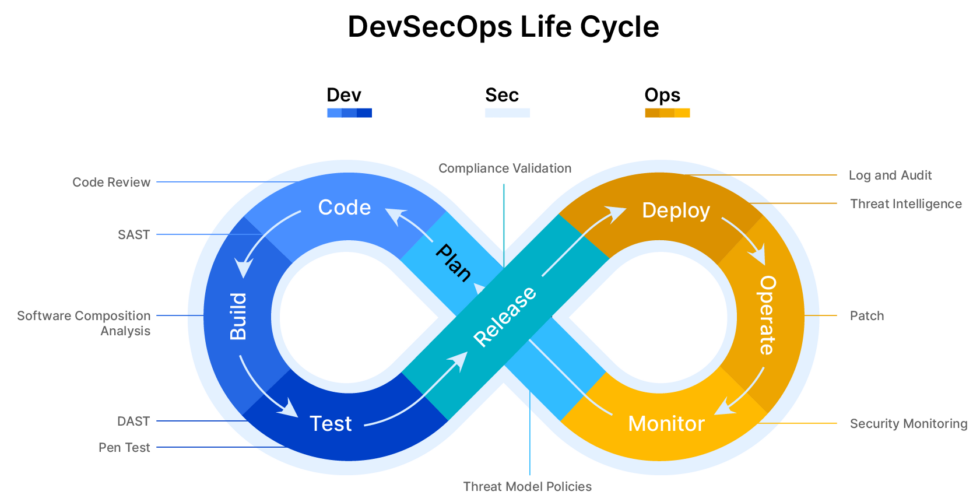 DevSecOps Life Cycle
Dev
Sec
Ops
Compliance Validation
Code Review
SAST
Software Composition
Analysis
DAST
Pen Test
Code
Plan
Build
Test
Release
Deploy
Operate
Monitor
Log and Audit
Threat Intelligence
Patch
Security Monitoring
Threat Model Policies